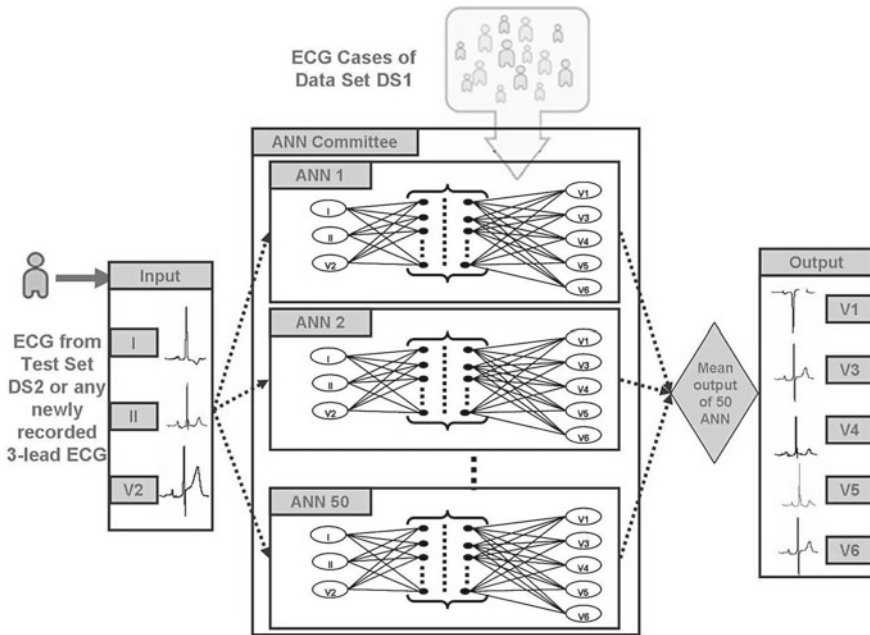 ECG Cases of
Data Set DS1
ANN Committee
ANN 1
I
II
V2
V1
V3
V4
V5
V6
Input
I
II
V2
ECG from
Test Set
DS2 or any
newly
recorded
3-lead ECG
ANN 2
I
II
V2
V1
V3
V4
V5
V6
ANN 50
I
II
V2
V1
V3
V4
V5
V6
Mean
output
of 50
ANN
Output
V1
V3
V4
V5
V6